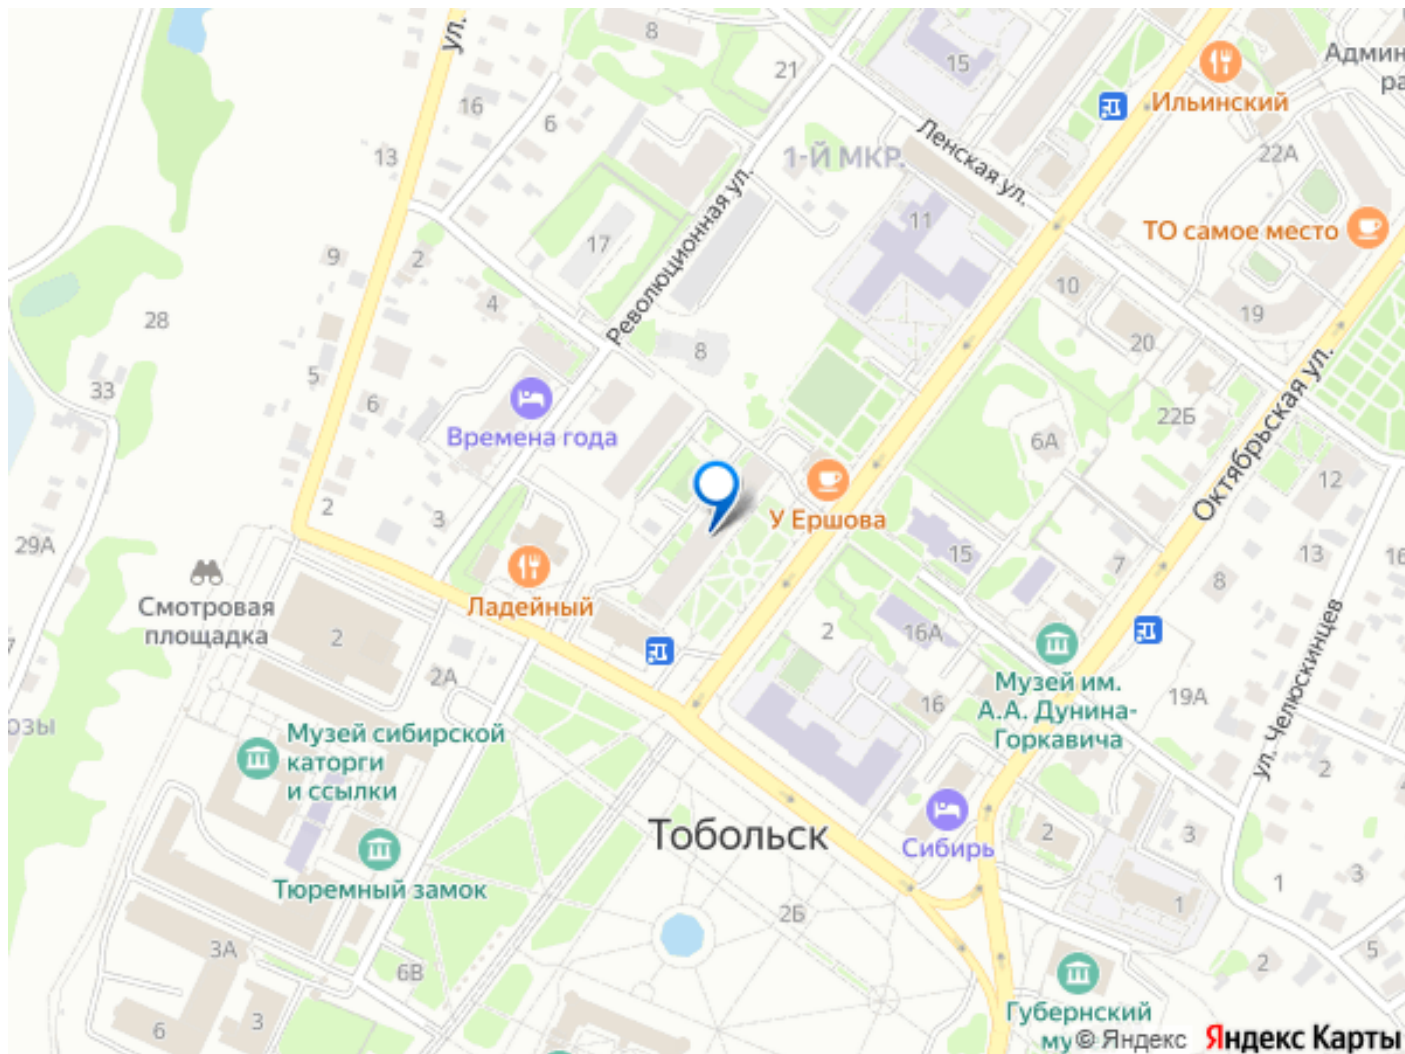 8
ул.
21
15
Админ
ра
Ильинский
16
6
Ленская ул.
1-Й МКР.
22А
13
Революционная ул.
11
17
ТО самое место
9
2
10
4
19
28
20
8
5
33
6
Времена года
22Б
6А
Октябрьская ул.
12
2
3
У Ершова
29А
15
13
16
7
8
Смотровая
площадка
Ладейный
2
2
16А
ул. Челюскинцев
2А
Музей им.
А.А. Дунина-
Горкавича
19А
16
ОЗЫ
Музей сибирской
каторги
и ссылки
2
Тобольск
Сибирь
2
3
Тюремный замок
1
3
2Б
1
3А
6В
5
2
6
3
Губернский
му
© Яндекс
Яндекс Карты